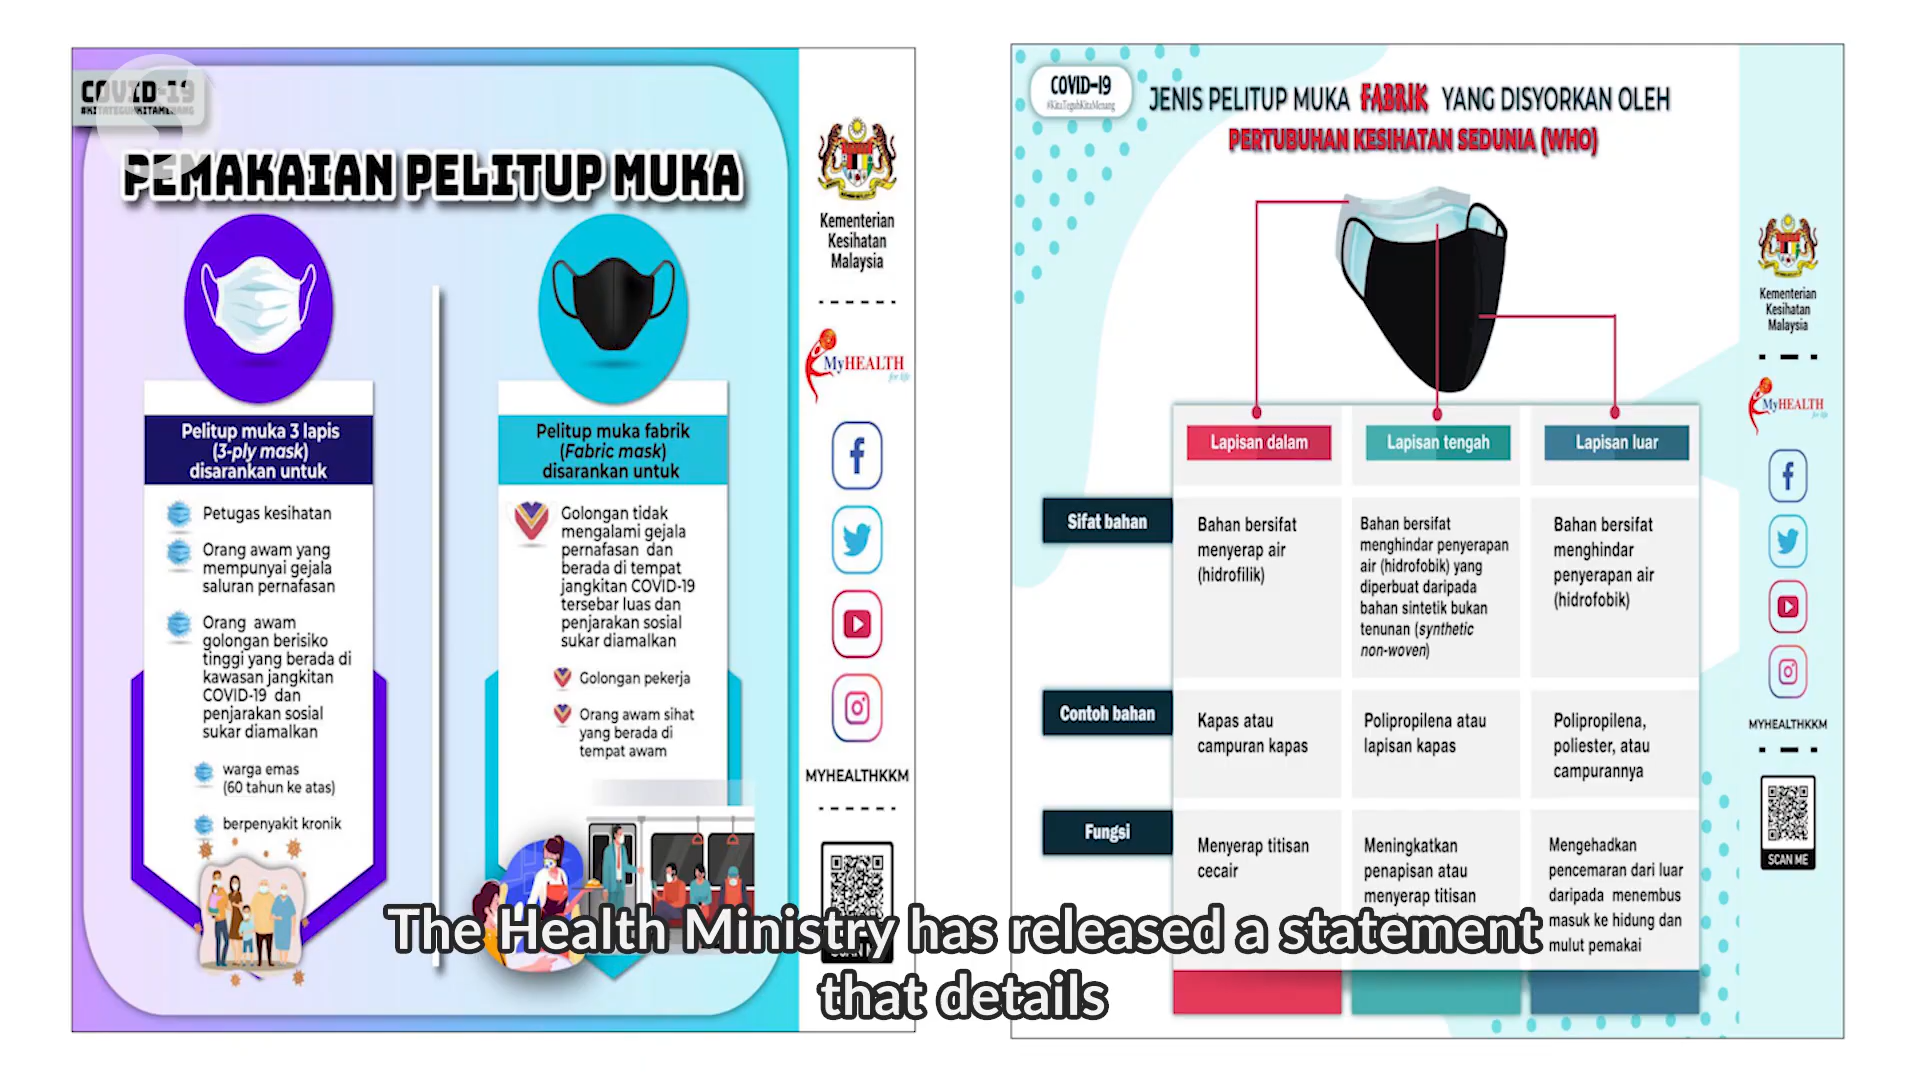 COVID-19
#KITATEGUHKITAMENANG
PEMAKAIAN PELITUP MUKA
Pelitup muka 3 lapis
(3-ply mask)
disarankan untuk
Petugas kesihatan
Orang awam yang
mempunyai gejala
saluran pernafasan
Orang awam
golongan berisiko
tinggi yang berada di
kawasan jangkitan
COVID-19 dan
penjarakan sosial
sukar diamalkan
warga emas
(60 tahun ke atas)
berpenyakit kronik
Pelitup muka fabrik
(Fabric mask)
disarankan untuk
Golongan tidak
mengalami gejala
pernafasan dan
berada di tempat
jangkitan COVID-19
tersebar luas dan
penjarakan sosial
sukar diamalkan
Golongan pekerja
Orang awam sihat
yang berada di
tempat awam
Kementerian
Kesihatan
Malaysia
MyHEALTH
for life
MYHEALTHKKM
COVID-19
#KitaTeguhKitaMenang
JENIS PELITUP MUKA FABRIK YANG DISYORKAN OLEH
PERTUBUHAN KESIHATAN SEDUNIA (WHO)
Lapisan dalam
Lapisan tengah
Lapisan luar
Sifat bahan
Bahan bersifat
menyerap air
(hidrofilik)
Bahan bersifat
menghindar penyerapan
air (hidrofobik) yang
diperbuat daripada
bahan sintetik bukan
tenunan (synthetic
non-woven)
Bahan bersifat
menghindar
penyerapan air
(hidrofobik)
Contoh bahan
Kapas atau
campuran kapas
Polipropilena atau
lapisan kapas
Polipropilena,
poliester, atau
campurannya
Fungsi
Menyerap titisan
cecair
Meningkatkan
penapisan atau
menyerap titisan
Mengehadkan
pencemaran dari luar
daripada menembus
masuk ke hidung dan
mulut pemakai
Kementerian
Kesihatan
Malaysia
MyHEALTH
for life
MYHEALTHKKM
SCAN ME
The Health Ministry has released a statement
that details